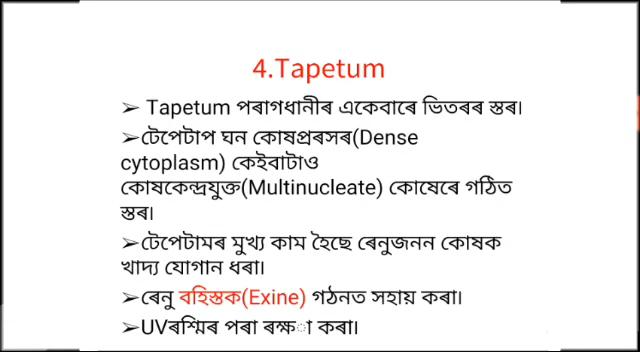 4.Tapetum
➢ Tapetum পৰাগধানীৰ একেবাৰে ভিতৰৰ স্তৰ।
➢টেপেটাপ ঘন কোষপ্ৰৰসৰ(Dense
cytoplasm) কেইবাটাও
কোষকেন্দ্ৰযুক্ত(Multinucleate) কোষেৰে গঠিত
স্তৰ।
➢টেপেটামৰ মুখ্য কাম হৈছে ৰেনুজনন কোষক
খাদ্য যোগান ধৰা।
➢ৰেনু বহিস্তক(Exine) গঠনত সহায় কৰা।
➢UVৰশ্মিৰ পৰা ৰক্ষা কৰা।